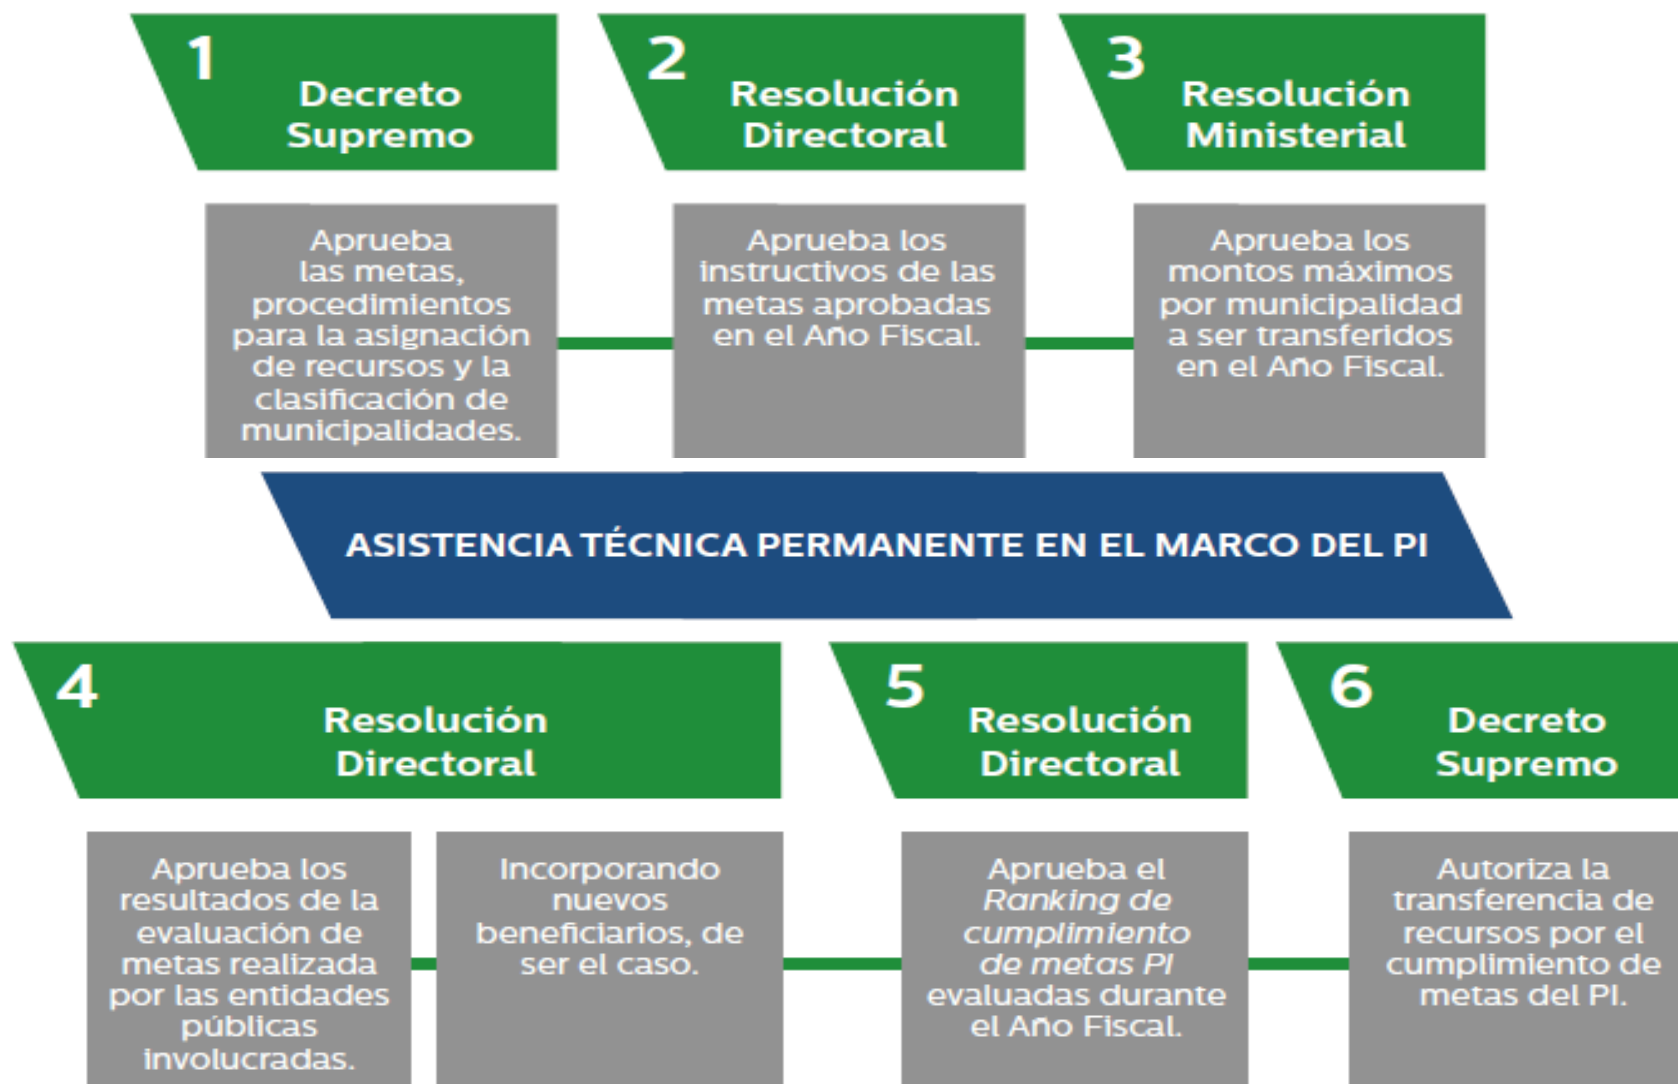 1
Decreto
Supremo
2
Resolución
Directoral
3
Resolución
Ministerial
Aprueba
las metas,
procedimientos
para la asignación
de recursos y la
clasificación de
municipalidades.
Aprueba los
instructivos de las
metas aprobadas
en el Año Fiscal.
Aprueba los
montos máximos
por municipalidad
a ser transferidos
en el Año Fiscal.
ASISTENCIA TÉCNICA PERMANENTE EN EL MARCO DEL PI
4
Resolución
Directoral
5
Resolución
Directoral
6
Decreto
Supremo
Aprueba los
resultados de la
evaluación de
metas realizada
por las entidades
públicas
involucradas.
Incorporando
nuevos
beneficiarios, de
ser el caso.
Aprueba el
Ranking de
cumplimiento
de metas PI
evaluadas durante
el Año Fiscal.
Autoriza la
transferencia de
recursos por el
cumplimiento de
metas del PI.